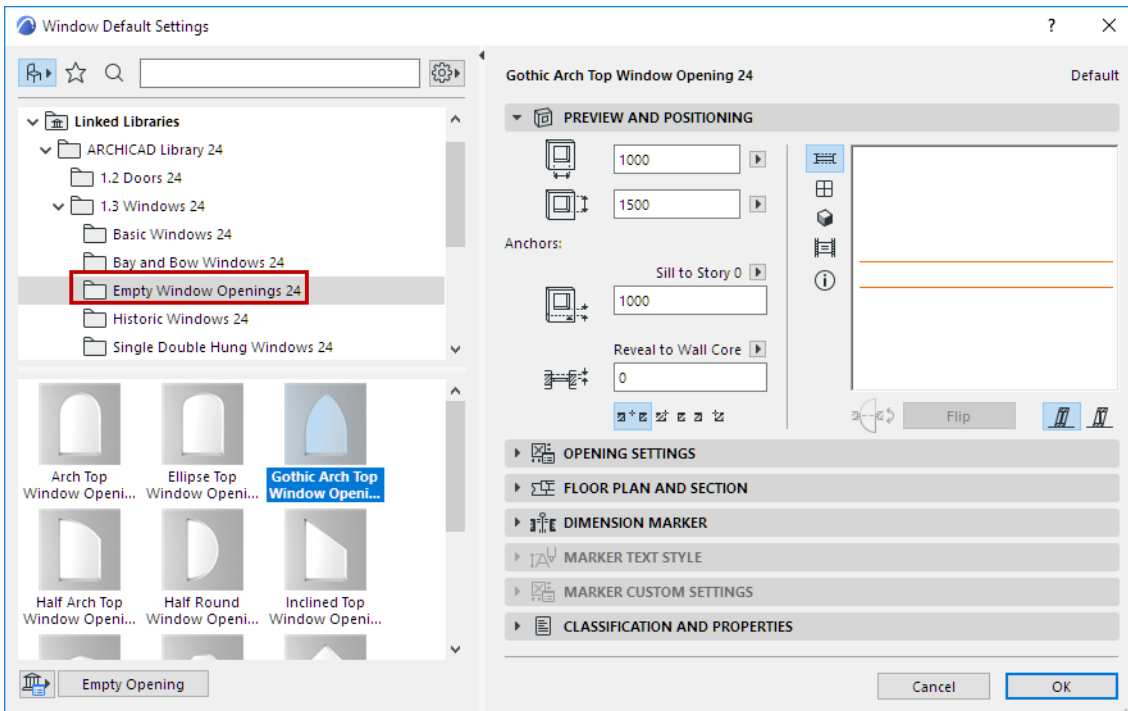 Window Default Settings
?
Linked Libraries
ARCHICAD Library 24
1.2 Doors 24
1.3 Windows 24
Basic Windows 24
Bay and Bow Windows 24
Empty Window Openings 24
Historic Windows 24
Single Double Hung Windows 24
Arch Top
Window Openi...
Ellipse Top
Window Openi...
Gothic Arch Top
Window Openi...
Half Arch Top
Window Openi...
Half Round
Window Openi...
Inclined Top
Window Openi...
Empty Opening
Gothic Arch Top Window Opening 24
Default
PREVIEW AND POSITIONING
1000
1500
Anchors:
Sill to Story 0
1000
Reveal to Wall Core
0
Flip
OPENING SETTINGS
FLOOR PLAN AND SECTION
DIMENSION MARKER
MARKER TEXT STYLE
MARKER CUSTOM SETTINGS
CLASSIFICATION AND PROPERTIES
Cancel
OK